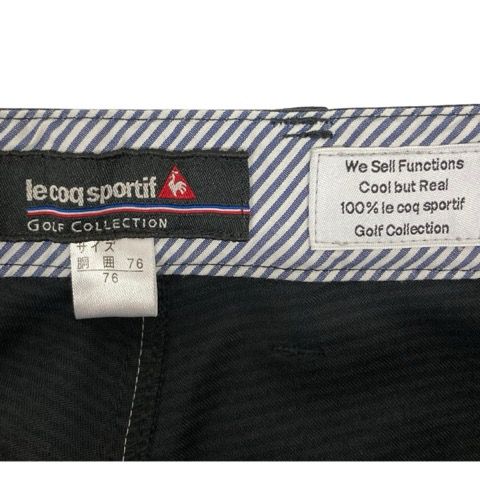 le coq sportif
GOLF COLLECTION
サイズ
胴囲 76
76
We Sell Functions
Cool but Real
100% le coq sportif
Golf Collection